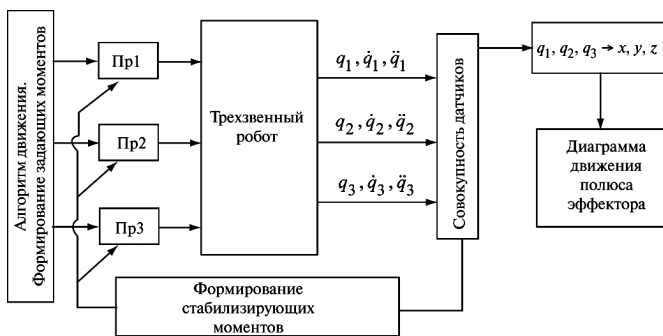 Алгоритм движения.
Формирование задающих моментов
Пр1
Пр2
Пр3
Трехзвенный
робот
q₁, q̇₁, q̈₁
q₂, q̇₂, q̈₂
q₃, q̇₃, q̈₃
Совокупность датчиков
q₁, q₂, q₃ → x, y, z
Диаграмма
движения
полюса
эффектора
Формирование
стабилизирующих
моментов